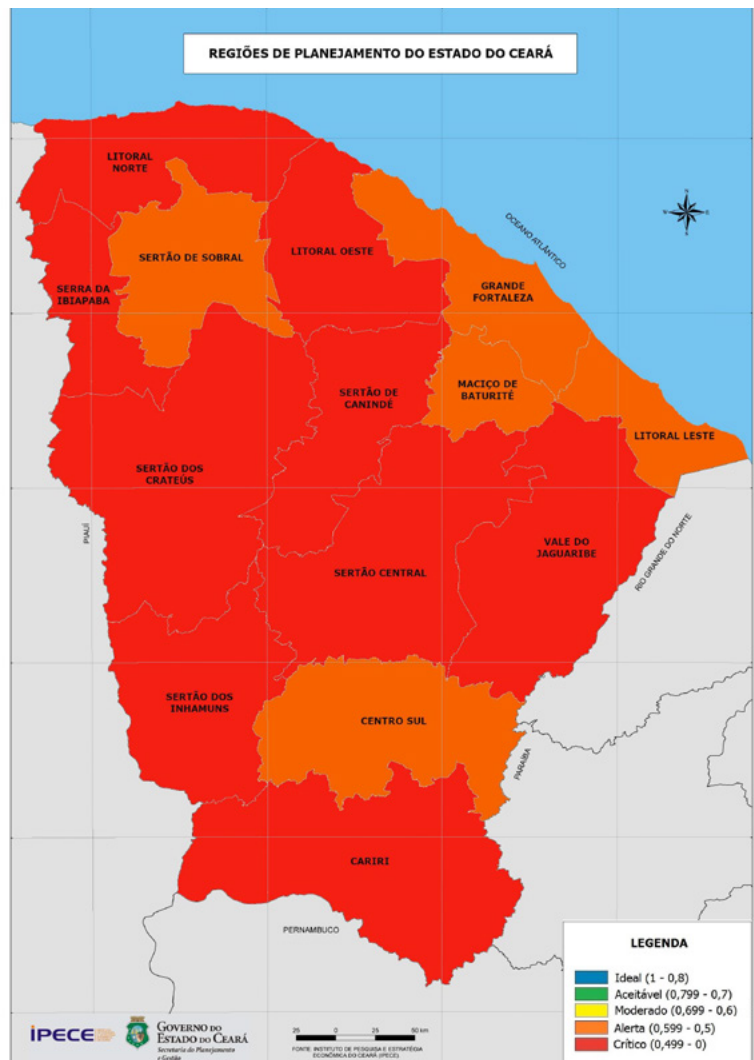 REGIÕES DE PLANEJAMENTO DO ESTADO DO CEARÁ
LITORAL
NORTE
SERTÃO DE SOBRAL
LITORAL OESTE
OCEANO ATLÂNTICO
SERRA DA
IBIAPABA
GRANDE
FORTALEZA
SERTÃO DE
CANINDÉ
MACIÇO DE
BATURITÉ
LITORAL LESTE
SERTÃO DOS
CRATEÚS
PIAUÍ
VALE DO
JAGUARIBE
RIO GRANDE DO NORTE
SERTÃO CENTRAL
SERTÃO DOS
INHAMUNS
CENTRO SUL
PARAÍBA
CARIRI
PERNAMBUCO
LEGENDA
Ideal (1 - 0,8)
Aceitável (0,799 - 0,7)
Moderado (0,699 - 0,6)
Alerta (0,599 - 0,5)
Crítico (0,499 - 0)
iPECE
GOVERNO DO
ESTADO DO CEARÁ
Secretaria do Planejamento
e Gestão
25 0 25 50 km
FONTE: INSTITUTO DE PESQUISA E ESTRATÉGIA
ECONÔMICA DO CEARÁ (IPECE)